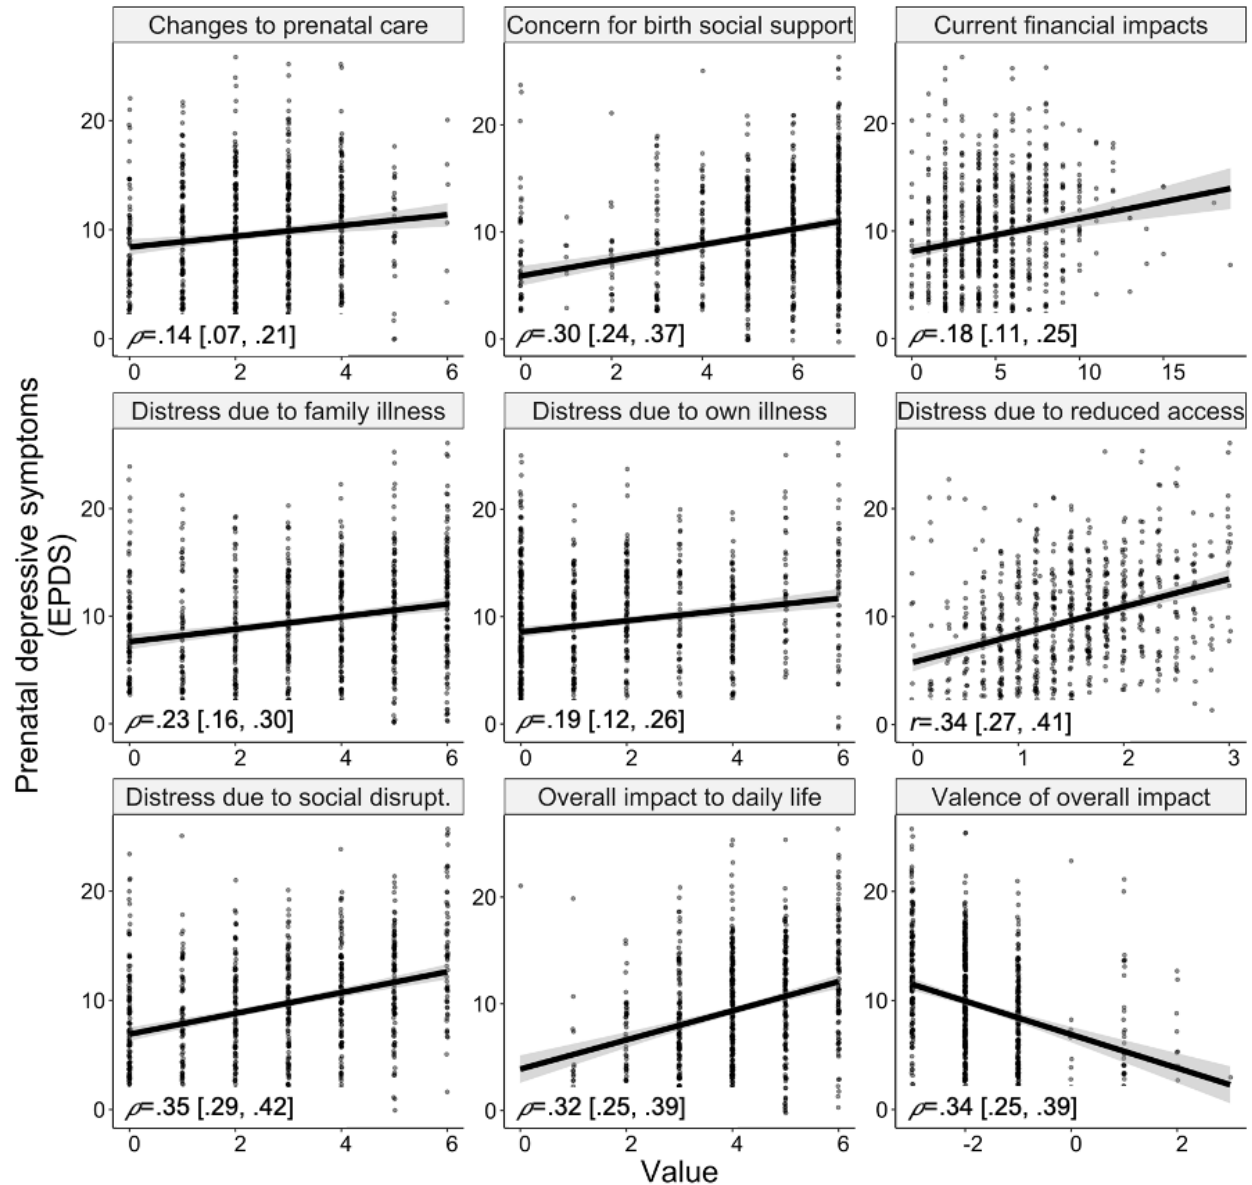 Changes to prenatal care
Concern for birth social support
Current financial impacts
20
10
0
ρ=.14 [.07, .21]
0 2 4 6
20
10
0
ρ=.30 [.24, .37]
0 2 4 6
20
10
0
ρ=.18 [.11, .25]
0 5 10 15
Prenatal depressive symptoms
(EPDS)
Distress due to family illness
Distress due to own illness
Distress due to reduced access
20
10
0
ρ=.23 [.16, .30]
0 2 4 6
20
10
0
ρ=.19 [.12, .26]
0 2 4 6
20
10
0
r=.34 [.27, .41]
0 1 2 3
Distress due to social disrupt.
Overall impact to daily life
Valence of overall impact
20
10
0
ρ=.35 [.29, .42]
0 2 4 6
20
10
0
ρ=.32 [.25, .39]
0 2 4 6
20
10
0
ρ=.34 [.25, .39]
-2 0 2
Value